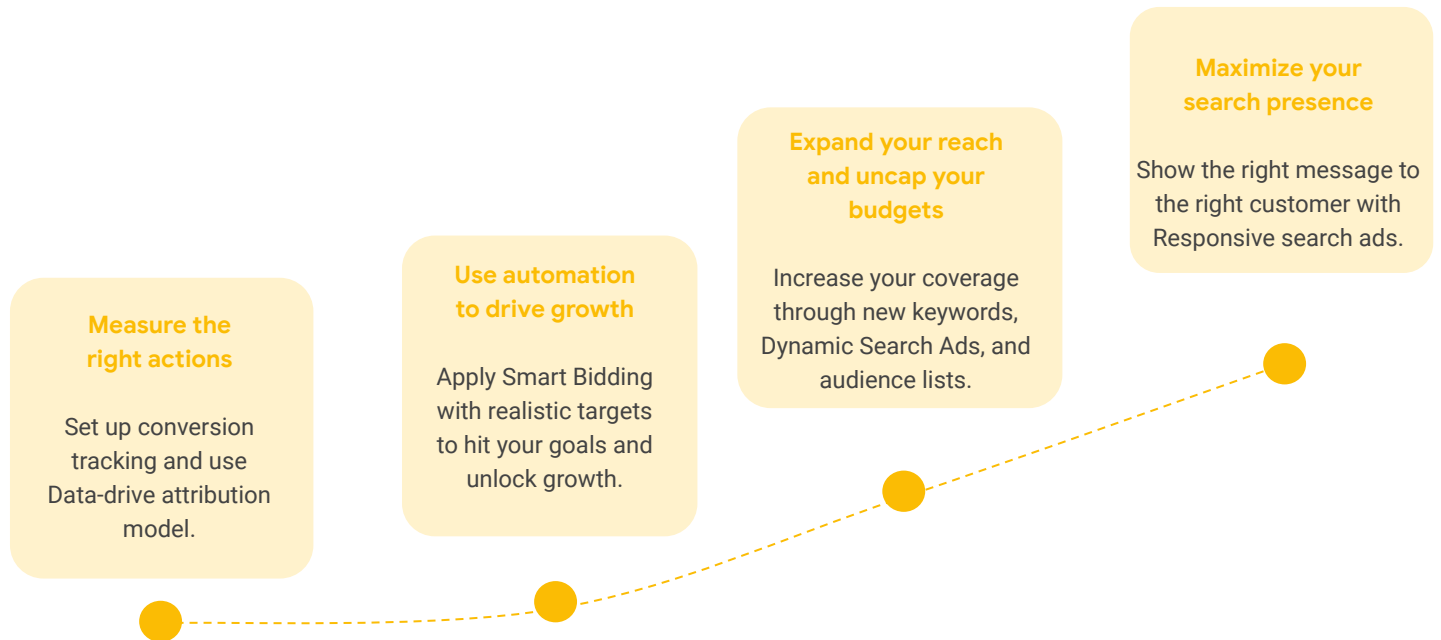 Measure the
right actions
Set up conversion
tracking and use
Data-drive attribution
model.
Use automation
to drive growth
Apply Smart Bidding
with realistic targets
to hit your goals and
unlock growth.
Expand your reach
and uncap your
budgets
Increase your coverage
through new keywords,
Dynamic Search Ads, and
audience lists.
Maximize your
search presence
Show the right message to
the right customer with
Responsive search ads.